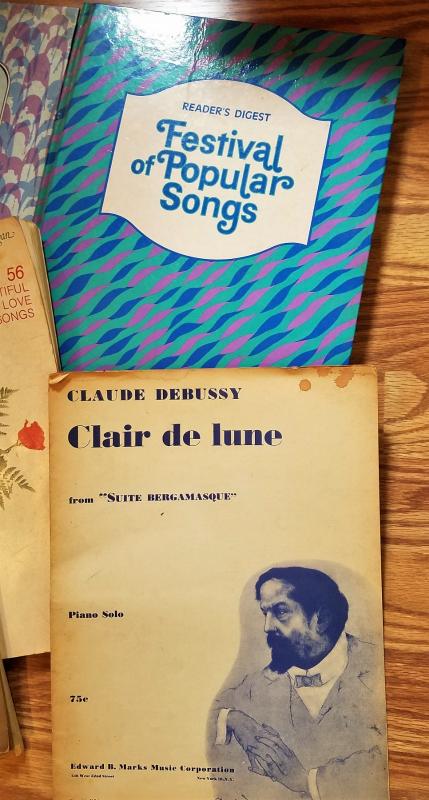 READER'S DIGEST
Festival
of Popular
Songs
56
LOVE
SONGS
CLAUDE DEBUSSY
Clair de lune
from "SUITE BERGAMASQUE"
Piano Solo
75c
Edward B. Marks Music Corporation